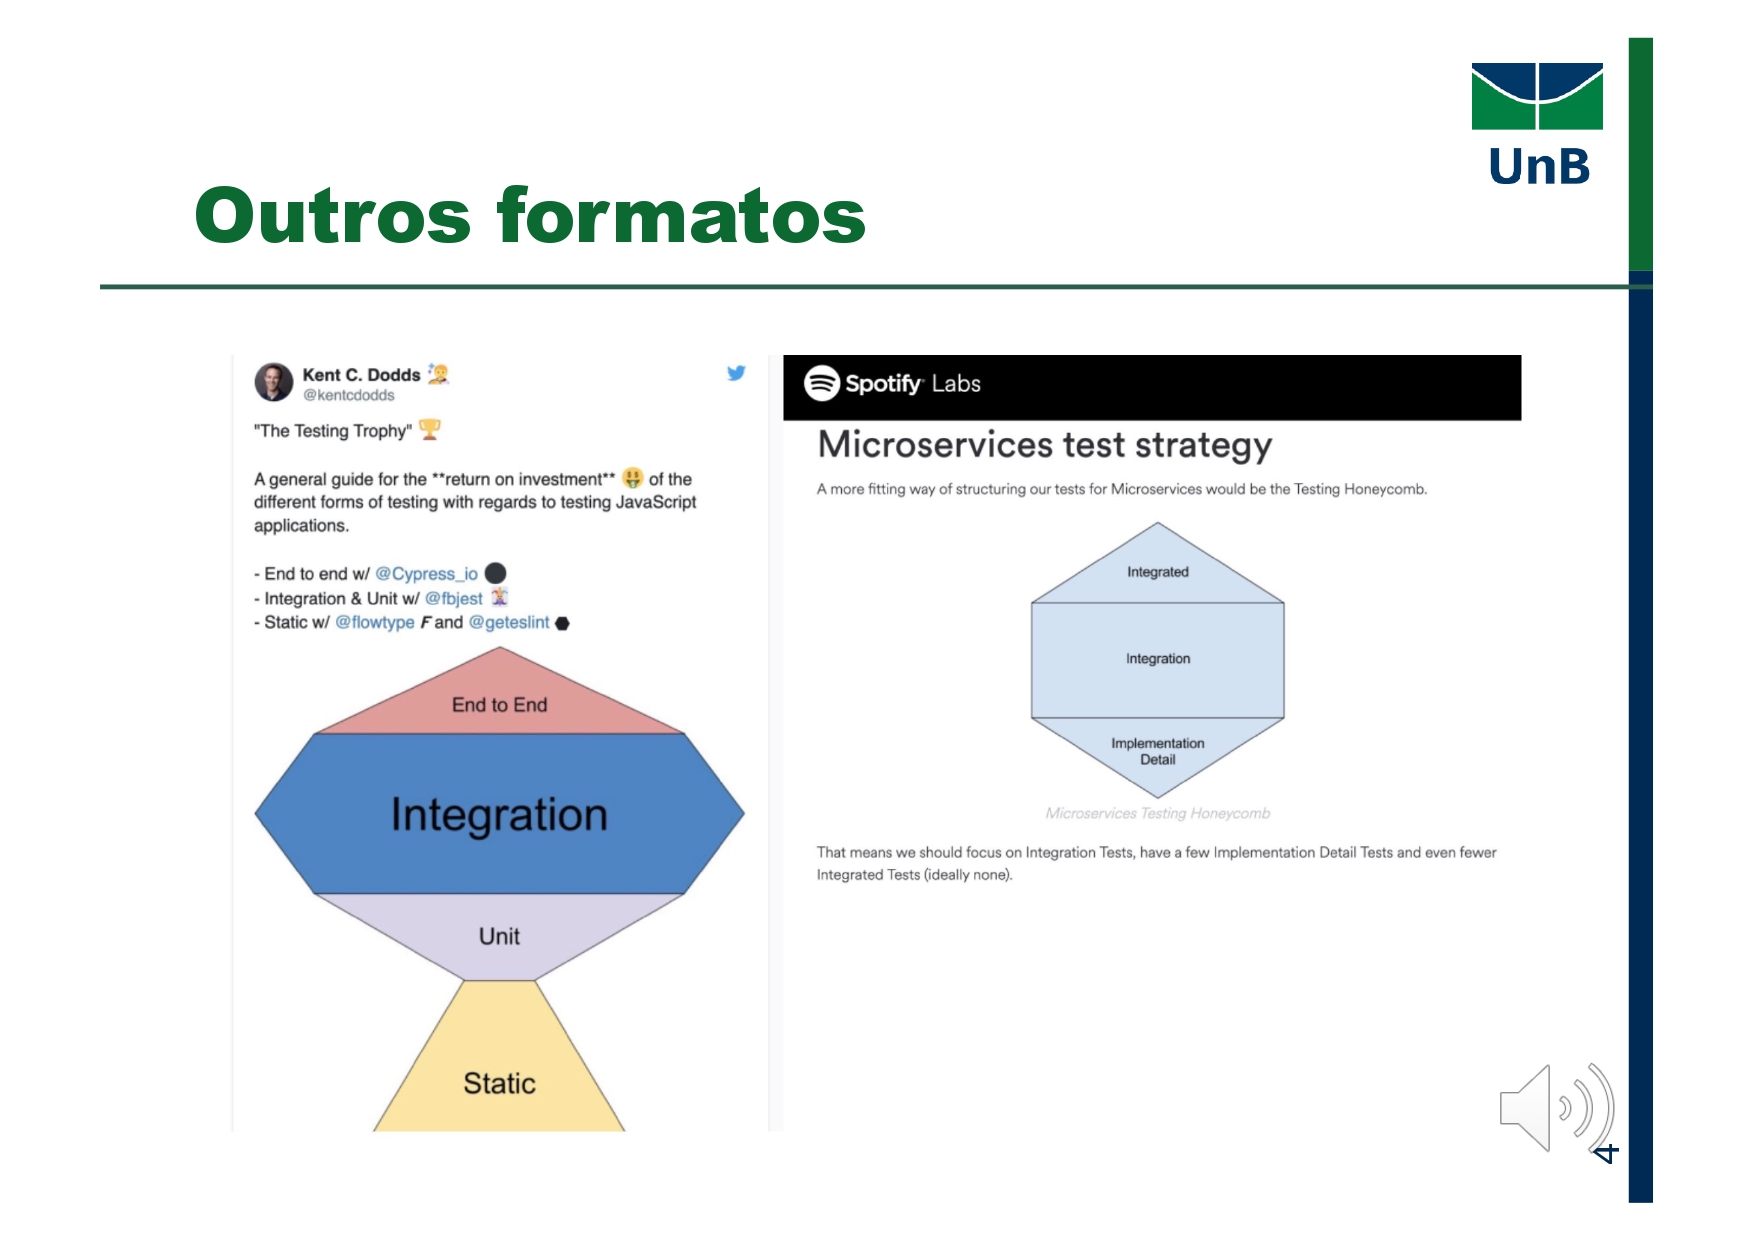 UnB
Outros formatos
Kent C. Dodds
@kentcdodds
"The Testing Trophy" 🏆
A general guide for the **return on investment** 🤑 of the
different forms of testing with regards to testing JavaScript
applications.
- End to end w/ @Cypress_io ⚫
- Integration & Unit w/ @fbjest 🃏
- Static w/ @flowtype F and @geteslint ⬣
End to End
Integration
Unit
Static
Spotify Labs
Microservices test strategy
A more fitting way of structuring our tests for Microservices would be the Testing Honeycomb.
Integrated
Integration
Implementation
Detail
Microservices Testing Honeycomb
That means we should focus on Integration Tests, have a few Implementation Detail Tests and even fewer
Integrated Tests (ideally none).
4